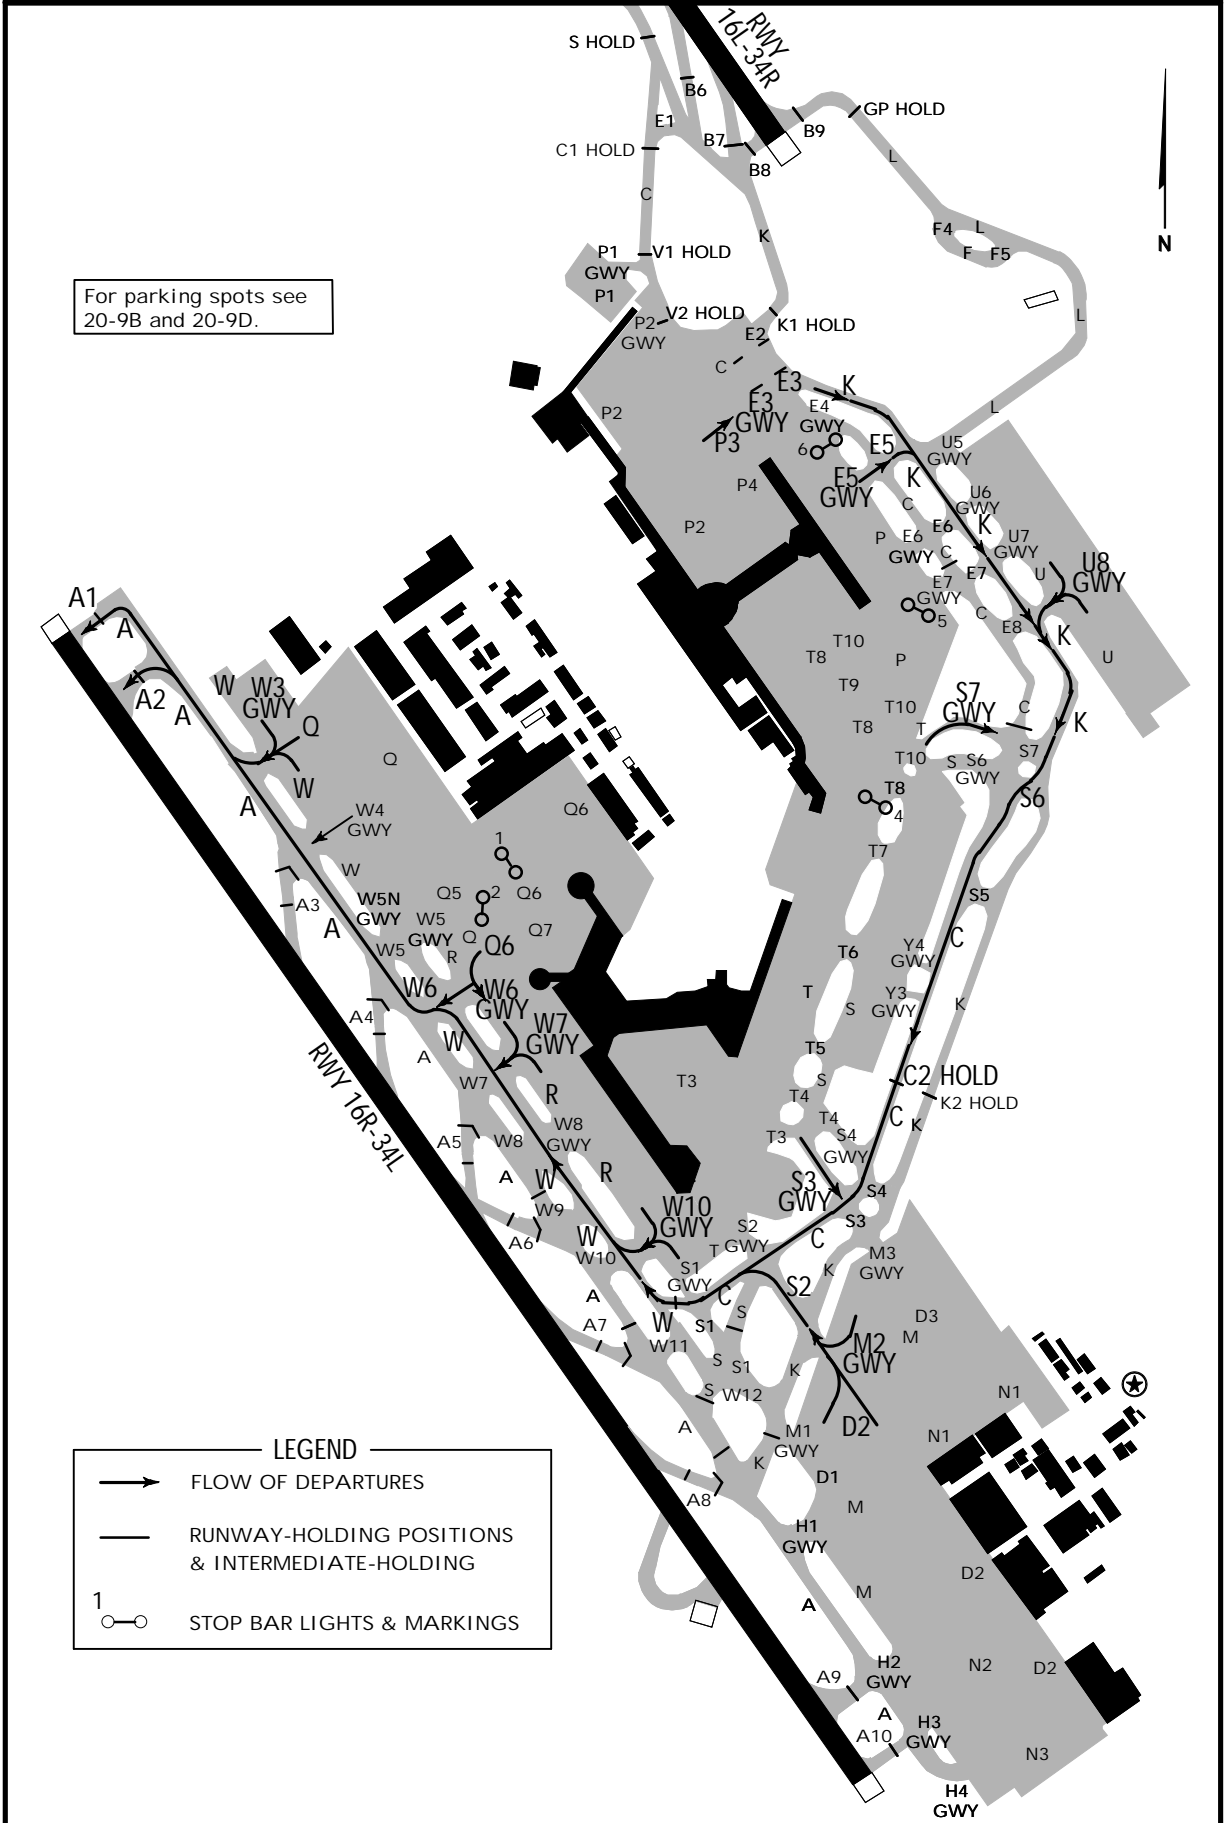 RWY
16L-34R
S HOLD
B6
E1
B7
B8
B9
GP HOLD
C1 HOLD
L
C
K
F4
L
F
F5
N
P1
GWY
P1
V1 HOLD
V2 HOLD
P2
GWY
K1 HOLD
E2
L
For parking spots see
20-9B and 20-9D.
C
E3
K
E3
GWY
P3
E4
GWY
6
E5
L
P2
E5
GWY
K
U5
GWY
P4
U6
GWY
C
P2
P
E6
GWY
E6
K
C
U7
GWY
E7
GWY
E7
U
U8
GWY
5
C
E8
K
A1
A
T10
T8
P
U
A2
A
W
W3
GWY
Q
T9
T10
T8
T
S7
GWY
C
K
Q
T10
S
S6
GWY
S7
W
A
W4
GWY
Q6
T8
4
S6
1
T7
W
A3
W5N
GWY
Q5
2
Q6
S5
A
W5
GWY
Q
Q7
W5
R
Q6
T6
Y4
GWY
C
W6
W6
GWY
T
S
Y3
GWY
K
A4
W
W7
GWY
A
T5
RWY 16R-34L
W7
T3
S
C2 HOLD
R
T4
K2 HOLD
A5
W8
W8
GWY
T3
T4
C
K
S4
GWY
A
W
R
S3
GWY
S4
W9
W10
GWY
S3
A6
W
W10
T
S2
GWY
C
M3
GWY
S1
GWY
K
A
C
S2
A7
W
S1
S
D3
W11
M
M2
GWY
S
S1
K
S
W12
N1
A
M1
GWY
D2
N1
K
LEGEND
FLOW OF DEPARTURES
RUNWAY-HOLDING POSITIONS
& INTERMEDIATE-HOLDING
1
STOP BAR LIGHTS & MARKINGS
D1
A8
M
H1
GWY
D2
M
A
H2
GWY
N2
D2
A9
A
A10
H3
GWY
N3
H4
GWY